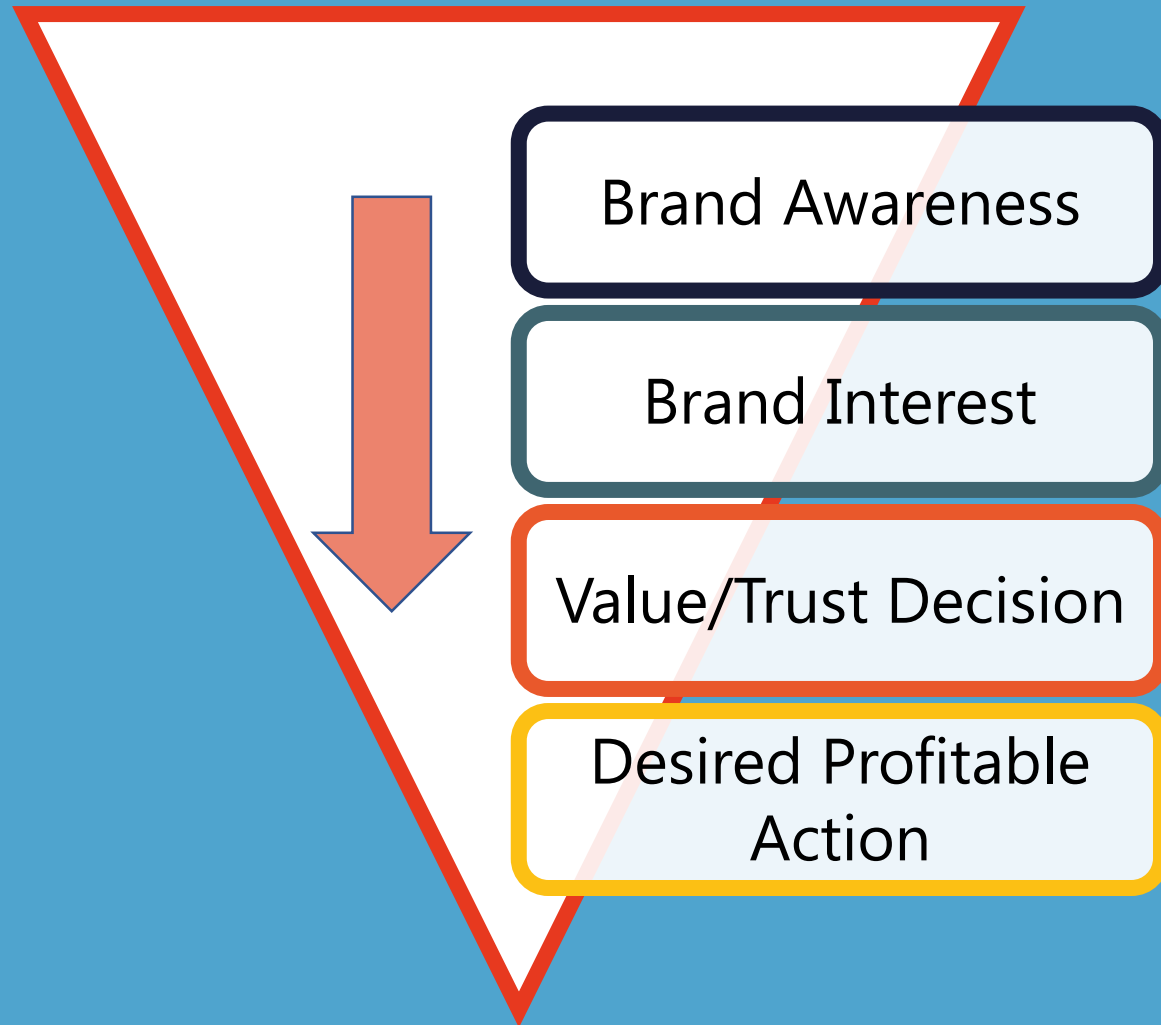 Brand Awareness
Brand Interest
Value/Trust Decision
Desired Profitable
Action